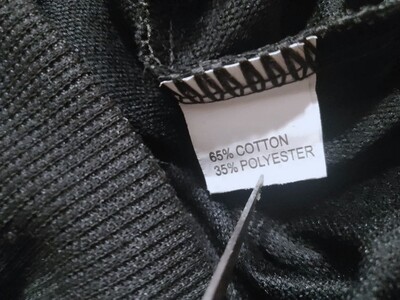 65% COTTON
35% POLYESTER